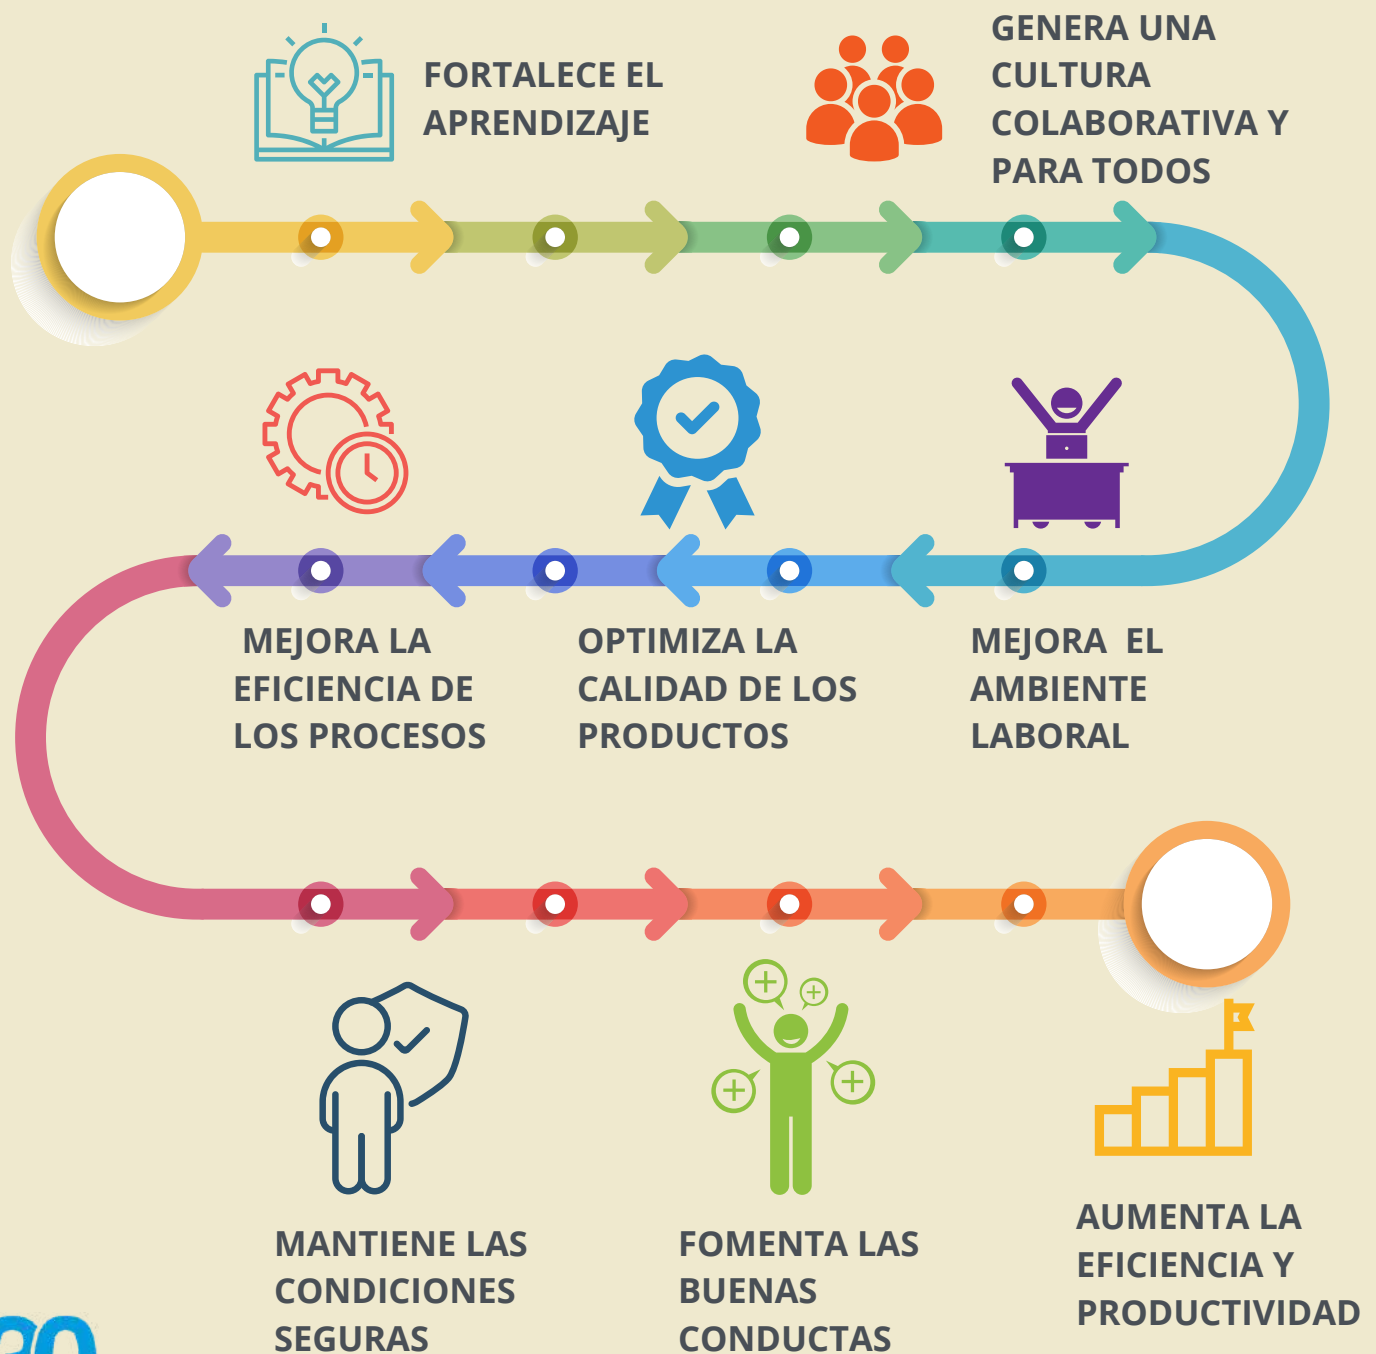 FORTALECE EL
APRENDIZAJE
GENERA UNA
CULTURA
COLABORATIVA Y
PARA TODOS
MEJORA LA
EFICIENCIA DE
LOS PROCESOS
OPTIMIZA LA
CALIDAD DE LOS
PRODUCTOS
MEJORA EL
AMBIENTE
LABORAL
MANTIENE LAS
CONDICIONES
SEGURAS
FOMENTA LAS
BUENAS
CONDUCTAS
AUMENTA LA
EFICIENCIA Y
PRODUCTIVIDAD